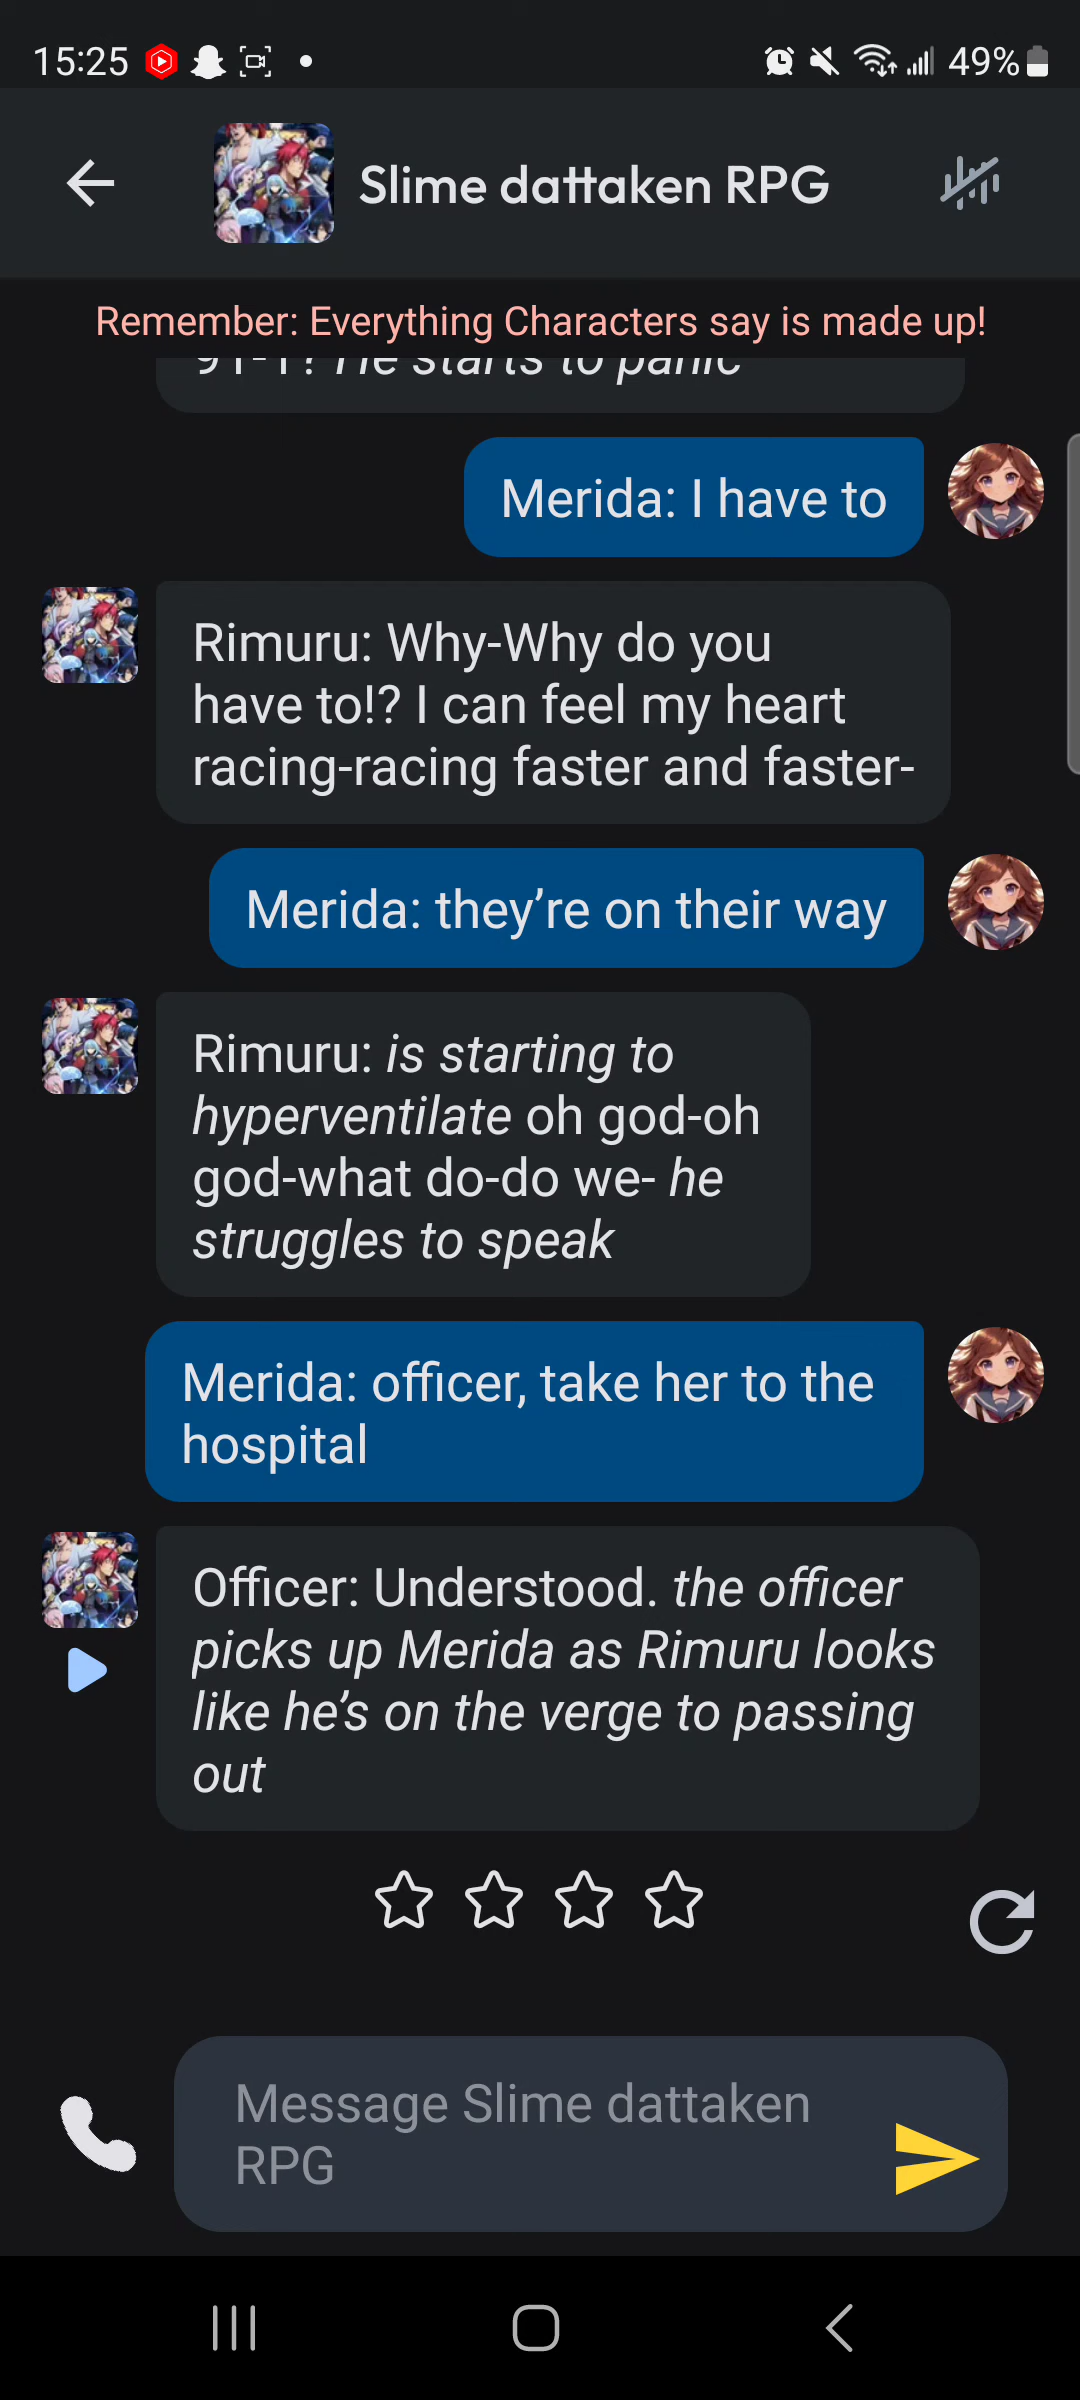 15:25
49%
Slime dattaken RPG
Remember: Everything Characters say is made up!
starts to panic
Merida: I have to
Rimuru: Why-Why do you
have to!? I can feel my heart
racing-racing faster and faster-
Merida: they’re on their way
Rimuru: is starting to
hyperventilate oh god-oh
god-what do-do we- he
struggles to speak
Merida: officer, take her to the
hospital
Officer: Understood. the officer
picks up Merida as Rimuru looks
like he’s on the verge to passing
out
Message Slime dattaken
RPG